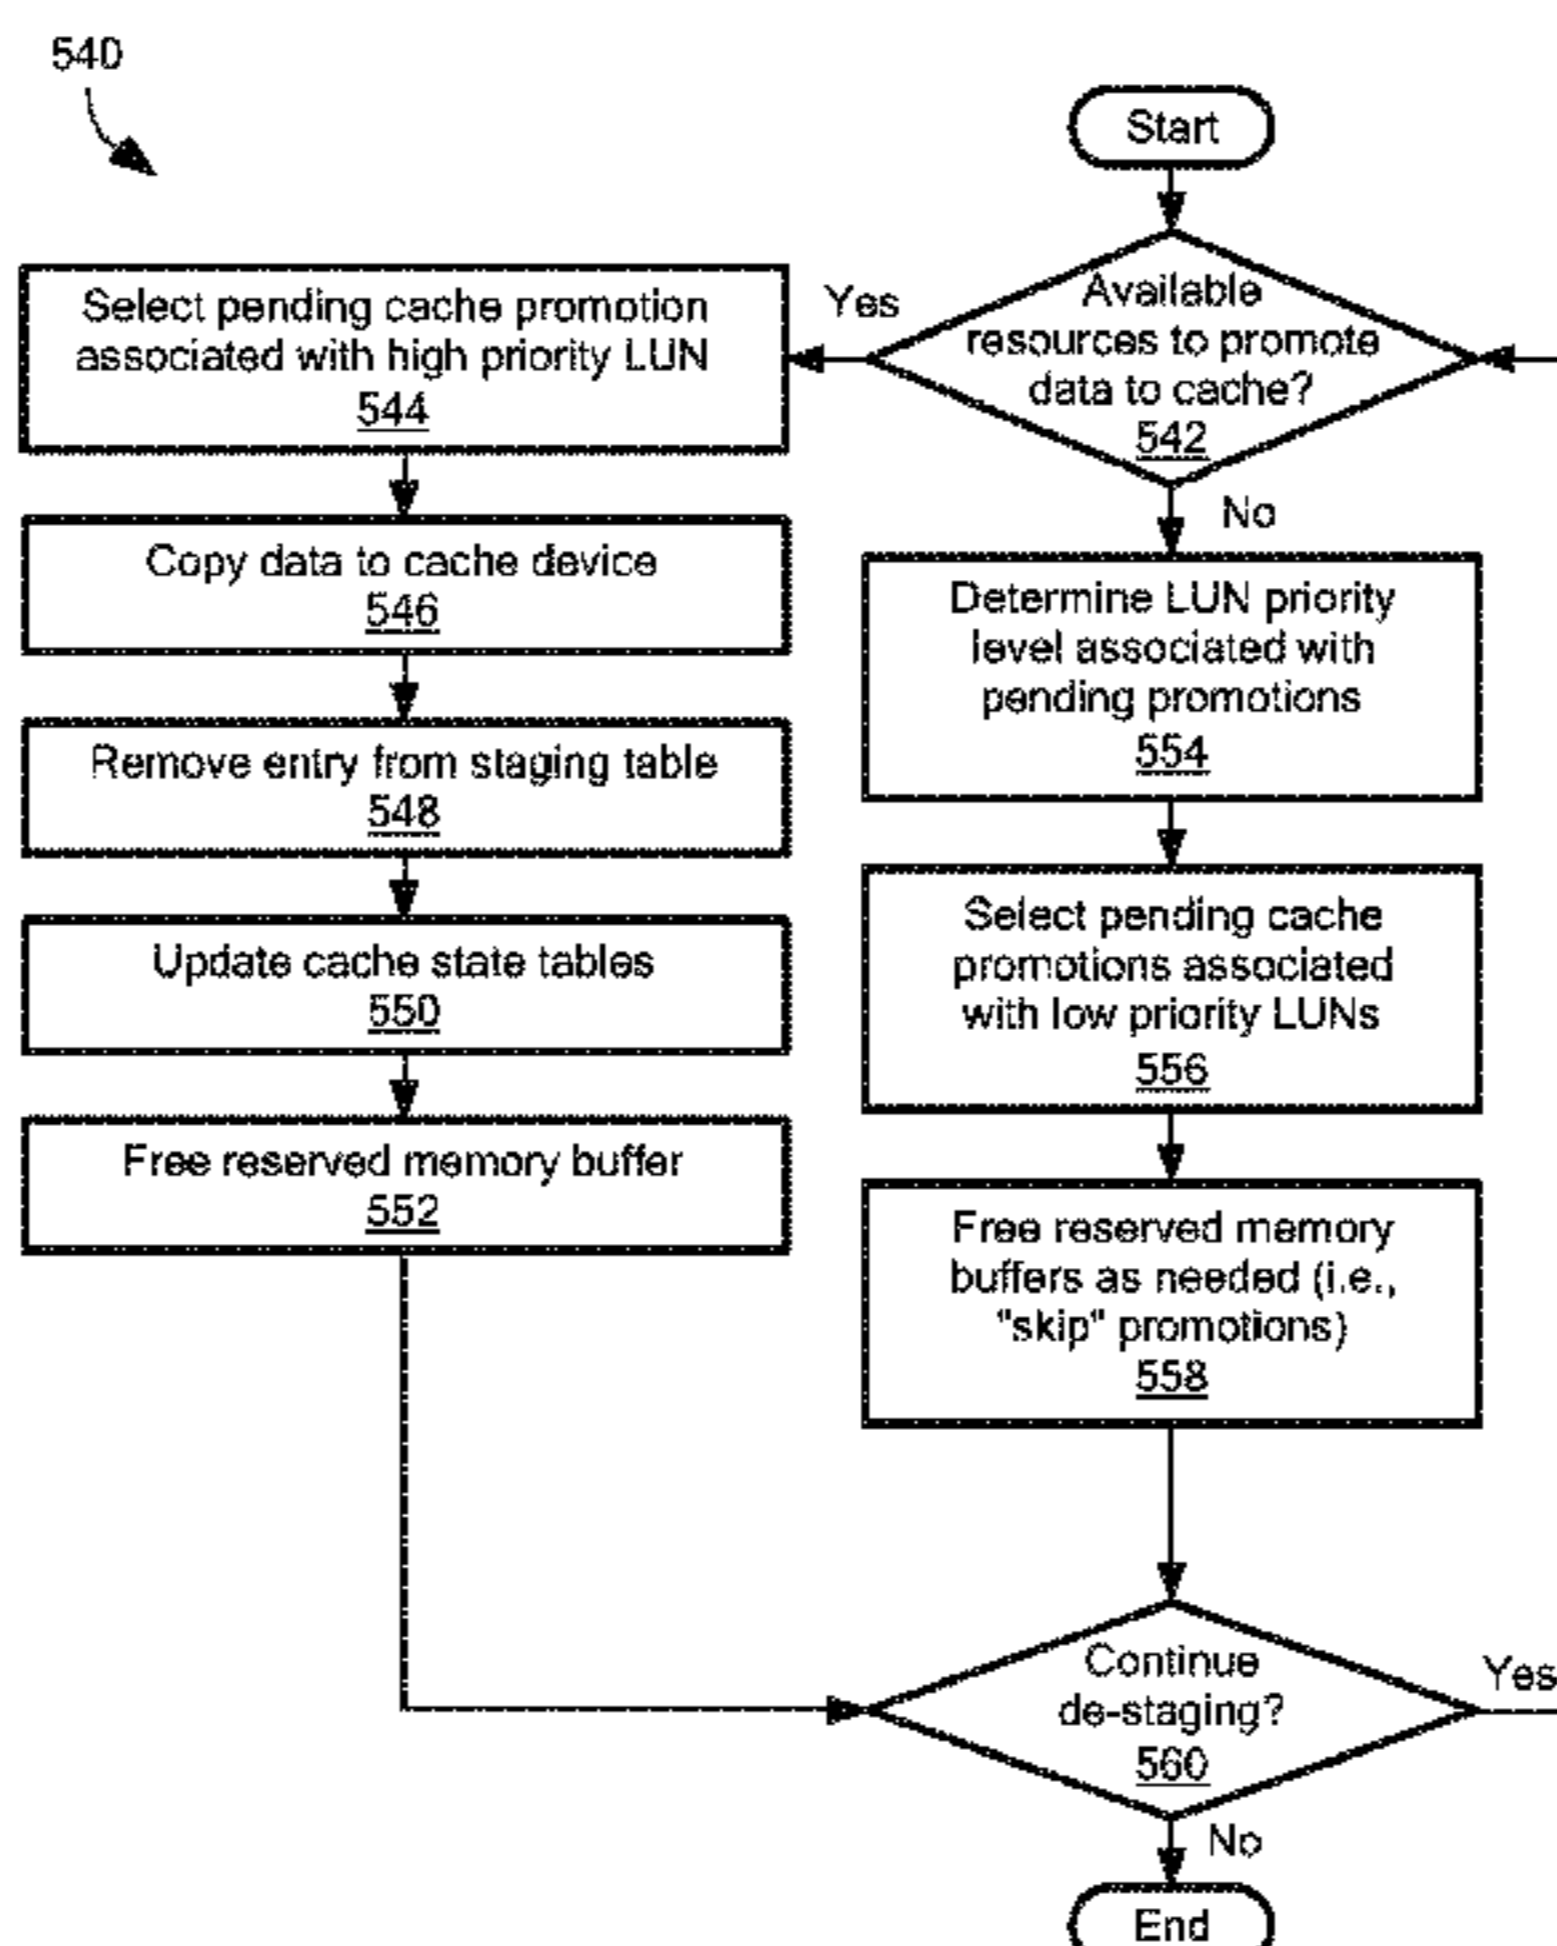 540
Start
Available
resources to promote
data to cache?
542
Yes
No
Select pending cache promotion
associated with high priority LUN
544
Copy data to cache device
546
Remove entry from staging table
548
Update cache state tables
550
Free reserved memory buffer
552
Determine LUN priority
level associated with
pending promotions
554
Select pending cache
promotions associated
with low priority LUNs
556
Free reserved memory
buffers as needed (i.e.,
"skip" promotions)
558
Continue
de-staging?
560
Yes
No
End